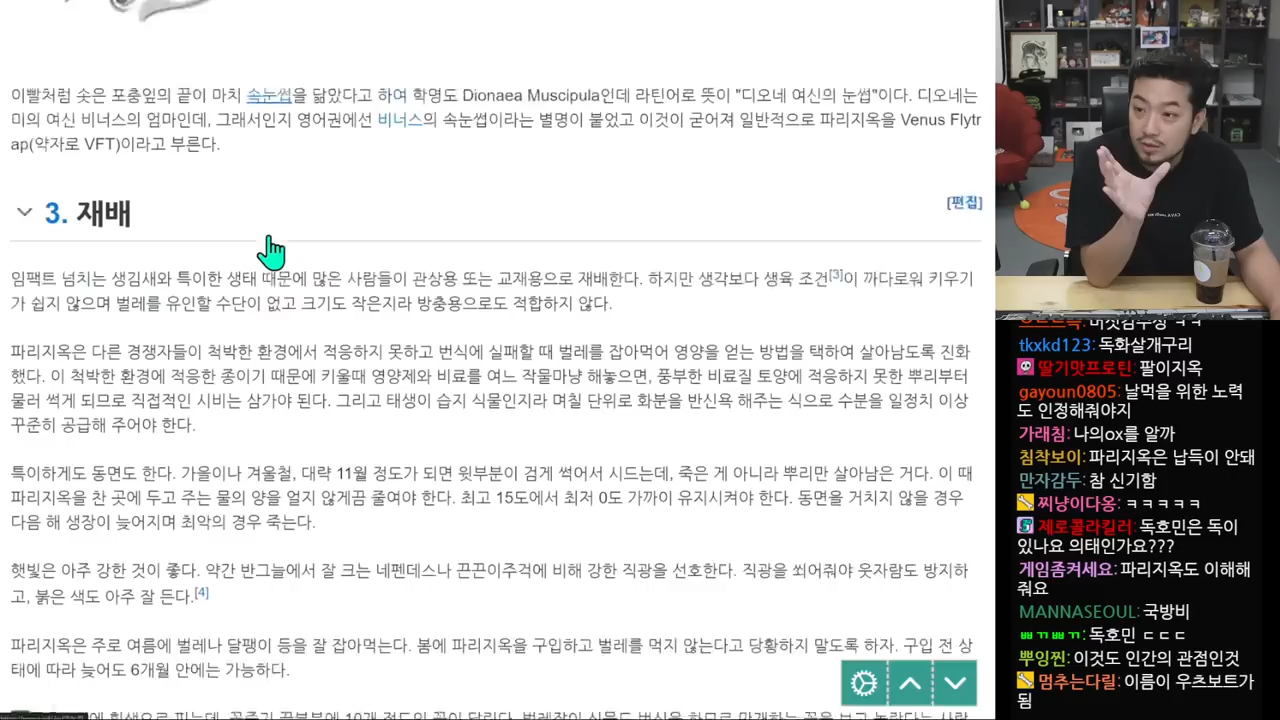 이빨처럼 솟은 포충잎의 끝이 마치 속눈썹을 닮았다고 하여 학명도 Dionaea Muscipula인데 라틴어로 뜻이 "디오네 여신의 눈썹"이다. 디오네는
미의 여신 비너스의 엄마인데, 그래서인지 영어권에선 비너스의 속눈썹이라는 별명이 붙었고 이것이 굳어져 일반적으로 파리지옥을 Venus Flytr
ap(약자로 VFT)이라고 부른다.
3. 재배
[편집]
임팩트 넘치는 생김새와 특이한 생태 때문에 많은 사람들이 관상용 또는 교재용으로 재배한다. 하지만 생각보다 생육 조건[3]이 까다로워 키우기
가 쉽지 않으며 벌레를 유인할 수단이 없고 크기도 작은지라 방충용으로도 적합하지 않다.
파리지옥은 다른 경쟁자들이 척박한 환경에서 적응하지 못하고 번식에 실패할 때 벌레를 잡아먹어 영양을 얻는 방법을 택하여 살아남도록 진화
했다. 이 척박한 환경에 적응한 종이기 때문에 키울때 영양제와 비료를 여느 작물마냥 해놓으면, 풍부한 비료질 토양에 적응하지 못한 뿌리부터
물러 썩게 되므로 직접적인 시비는 삼가야 된다. 그리고 태생이 습지 식물인지라 며칠 단위로 화분을 반신욕 해주는 식으로 수분을 일정치 이상
꾸준히 공급해 주어야 한다.
특이하게도 동면도 한다. 가을이나 겨울철, 대략 11월 정도가 되면 윗부분이 검게 썩어서 시드는데, 죽은 게 아니라 뿌리만 살아남은 거다. 이 때
파리지옥을 찬 곳에 두고 주는 물의 양을 얼지 않게끔 줄여야 한다. 최고 15도에서 최저 0도 가까이 유지시켜야 한다. 동면을 거치지 않을 경우
다음 해 생장이 늦어지며 최악의 경우 죽는다.
햇빛은 아주 강한 것이 좋다. 약간 반그늘에서 잘 크는 네펜데스나 끈끈이주걱에 비해 강한 직광을 선호한다. 직광을 쐬어줘야 웃자람도 방지하
고, 붉은 색도 아주 잘 든다.[4]
파리지옥은 주로 여름에 벌레나 달팽이 등을 잘 잡아먹는다. 봄에 파리지옥을 구입하고 벌레를 먹지 않는다고 당황하지 말도록 하자. 구입 전 상
태에 따라 늦어도 6개월 안에는 가능하다.
tkxkd123: 독화살개구리
딸기맛프로틴: 팔이지옥
gayoun0805: 날먹을 위한 노력
도 인정해줘야지
가래침: 나의ox를 알까
침착보이: 파리지옥은 납득이 안돼
만자감두: 참 신기함
찌냥이다옹: ㅋㅋㅋㅋㅋ
제로콜라킬러: 독호민은 독이
있나요 의태인가요???
게임좀켜세요: 파리지옥도 이해해
줘요
MANNASEOUL: 국방비
ㅃㄲㅃㄲ: 독호민 ㄷㄷㄷ
뿌잉찐: 이것도 인간의 관점인것
멈추는다릴: 이름이 우츠보트가
됨